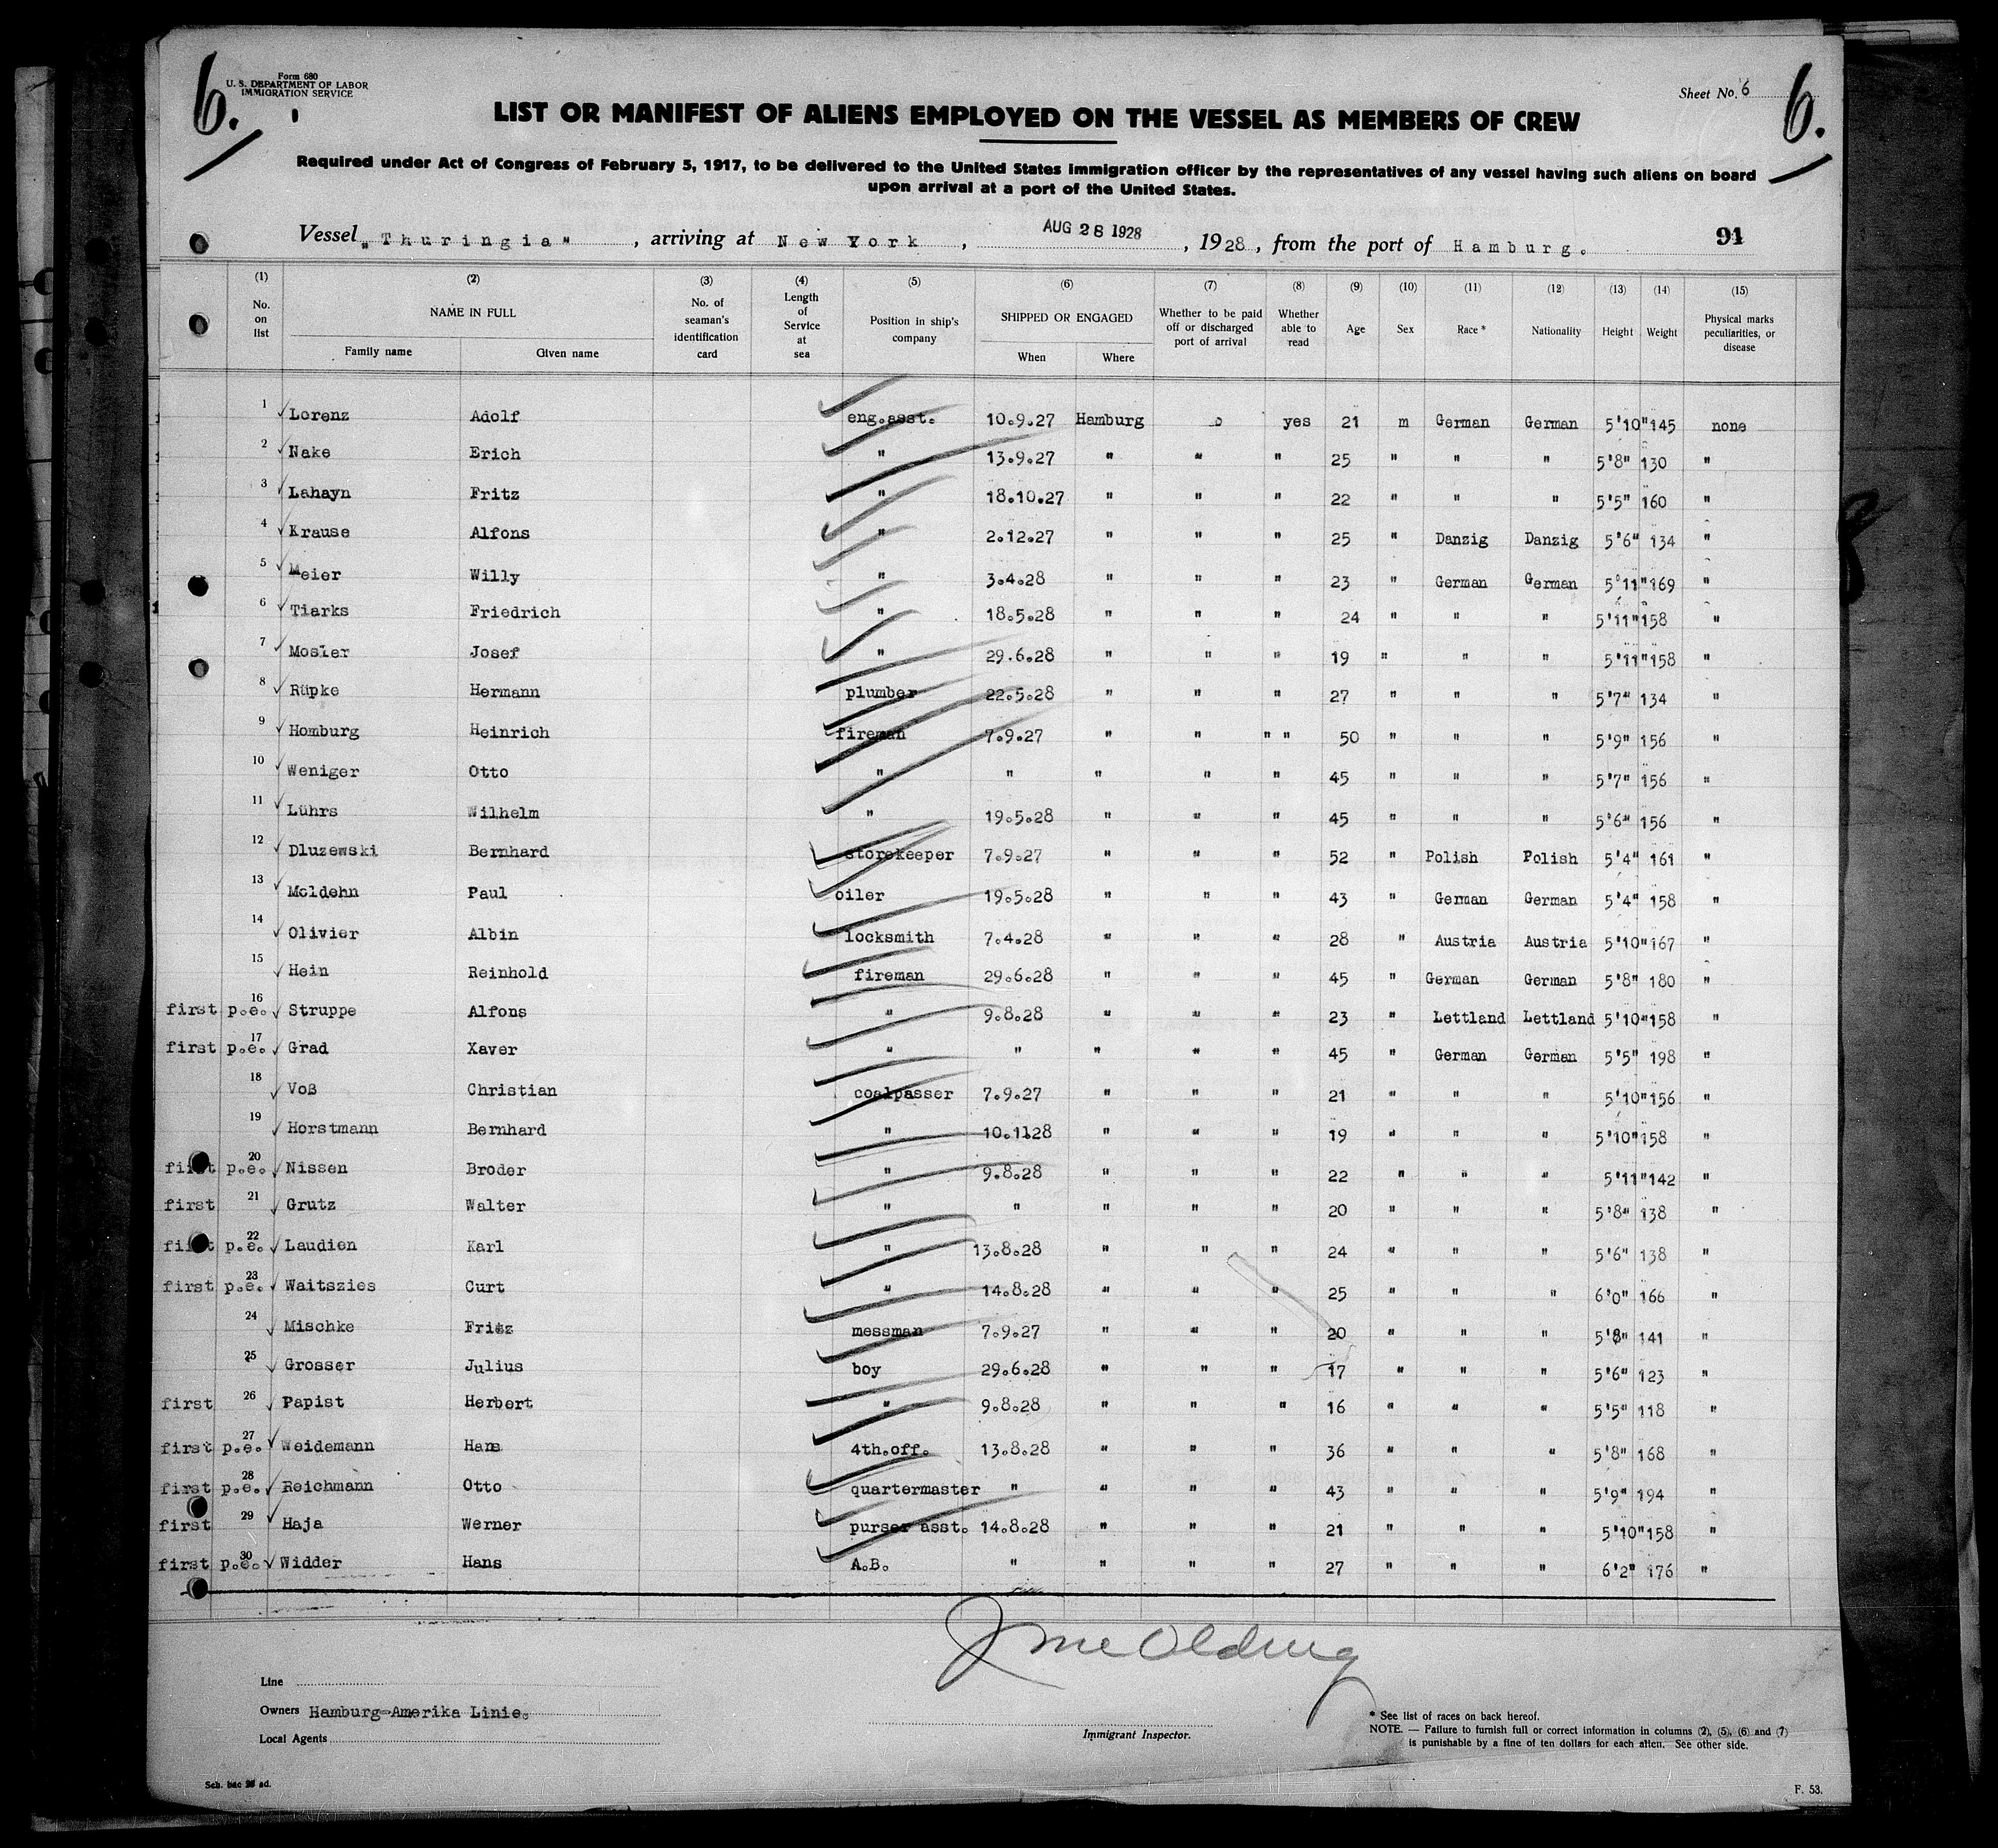 6.
Form 680
U. S. DEPARTMENT OF LABOR
IMMIGRATION SERVICE
Sheet No. 6
6.
LIST OR MANIFEST OF ALIENS EMPLOYED ON THE VESSEL AS MEMBERS OF CREW
Required under Act of Congress of February 5, 1917, to be delivered to the United States immigration officer by the representatives of any vessel having such aliens on board
upon arrival at a port of the United States.
Vessel "Thuringia", arriving at New York, AUG 28 1928, 1928, from the port of Hamburg. 91
(1) (2) (3) (4) (5) (6) (7) (8) (9) (10) (11) (12) (13) (14) (15)
No. on list NAME IN FULL Family name Given name No. of seaman's identification card Length of Service at sea Position in ship's company SHIPPED OR ENGAGED When Where Whether to be paid off or discharged port of arrival Whether able to read Age Sex Race * Nationality Height Weight Physical marks peculiarities, or disease
1 Lorenz Adolf eng.asst. 10.9.27 Hamburg yes 21 m German German 5'10" 145 none
2 Nake Erich " 13.9.27 " " " 25 " " " 5'8" 130 "
3 Lahayn Fritz " 18.10.27 " " " 22 " " " 5'5" 160 "
4 Krause Alfons " 2.12.27 " " " 25 " Danzig Danzig 5'6" 134 "
5 Meier Willy " 3.4.28 " " " 23 " German German 5'11" 169 "
6 Tiarks Friedrich " 18.5.28 " " " 24 " " " 5'11" 158 "
7 Mosler Josef " 29.6.28 " " " 19 " " " 5'11" 158 "
8 Rüpke Hermann plumber 22.5.28 " " " 27 " " " 5'7" 134 "
9 Homburg Heinrich fireman 7.9.27 " " " " 50 " " " 5'9" 156 "
10 Weniger Otto " " " " " 45 " " " 5'7" 156 "
11 Lührs Wilhelm " 19.5.28 " " " 45 " " " 5'6" 156 "
12 Dluzewski Bernhard storekeeper 7.9.27 " " " 52 " Polish Polish 5'4" 161 "
13 Moldehn Paul oiler 19.5.28 " " " 43 " German German 5'4" 158 "
14 Olivier Albin locksmith 7.4.28 " " " 28 " Austria Austria 5'10" 167 "
15 Hein Reinhold fireman 29.6.28 " " " 45 " German German 5'8" 180 "
first p.e. 16 Struppe Alfons " 9.8.28 " " " 23 " Lettland Lettland 5'10" 158 "
first p.e. 17 Grad Xaver " " " " " 45 " German German 5'5" 198 "
18 Voß Christian coalpasser 7.9.27 " " " 21 " " " 5'10" 156 "
19 Horstmann Bernhard " 10.1128 " " " 19 " " " 5'10" 158 "
first p.e. 20 Nissen Broder " 9.8.28 " " " 22 " " " 5'11" 142 "
first 21 Grutz Walter " " " " " 20 " " " 5'8" 138 "
first p.e. 22 Laudien Karl " 13.8.28 " " " 24 " " " 5'6" 138 "
first p.e. 23 Waitszies Curt " 14.8.28 " " " 25 " " " 6'0" 166 "
24 Mischke Fritz messman 7.9.27 " " " 20 " " " 5'8" 141 "
25 Grosser Julius boy 29.6.28 " " " 17 " " " 5'6" 123 "
first 26 Papist Herbert " 9.8.28 " " " 16 " " " 5'5" 118 "
first p.e. 27 Weidemann Hans 4th.off. 13.8.28 " " " 36 " " " 5'8" 168 "
first p.e. 28 Reichmann Otto quartermaster " " " " 43 " " " 5'9" 194 "
first 29 Haja Werner purser asst. 14.8.28 " " " 21 " " " 5'10" 158 "
first p.e. 30 Widder Hans A.B. " " " " 27 " " " 6'2" 176 "
Line
Owners Hamburg-Amerika Linie.
Local Agents
Immigrant Inspector.
* See list of races on back hereof.
NOTE. — Failure to furnish full or correct information in columns (2), (5), (6) and (7)
is punishable by a fine of ten dollars for each alien. See other side.
F. 53.